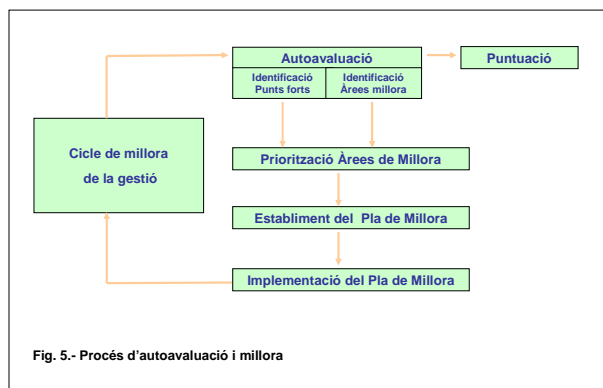 Autoavaluació
Puntuació
Identificació
Punts forts
Identificació
Àrees millora
Cicle de millora
de la gestió
Priorització Àrees de Millora
Establiment del Pla de Millora
Implementació del Pla de Millora
Fig. 5.- Procés d'autoavaluació i millora